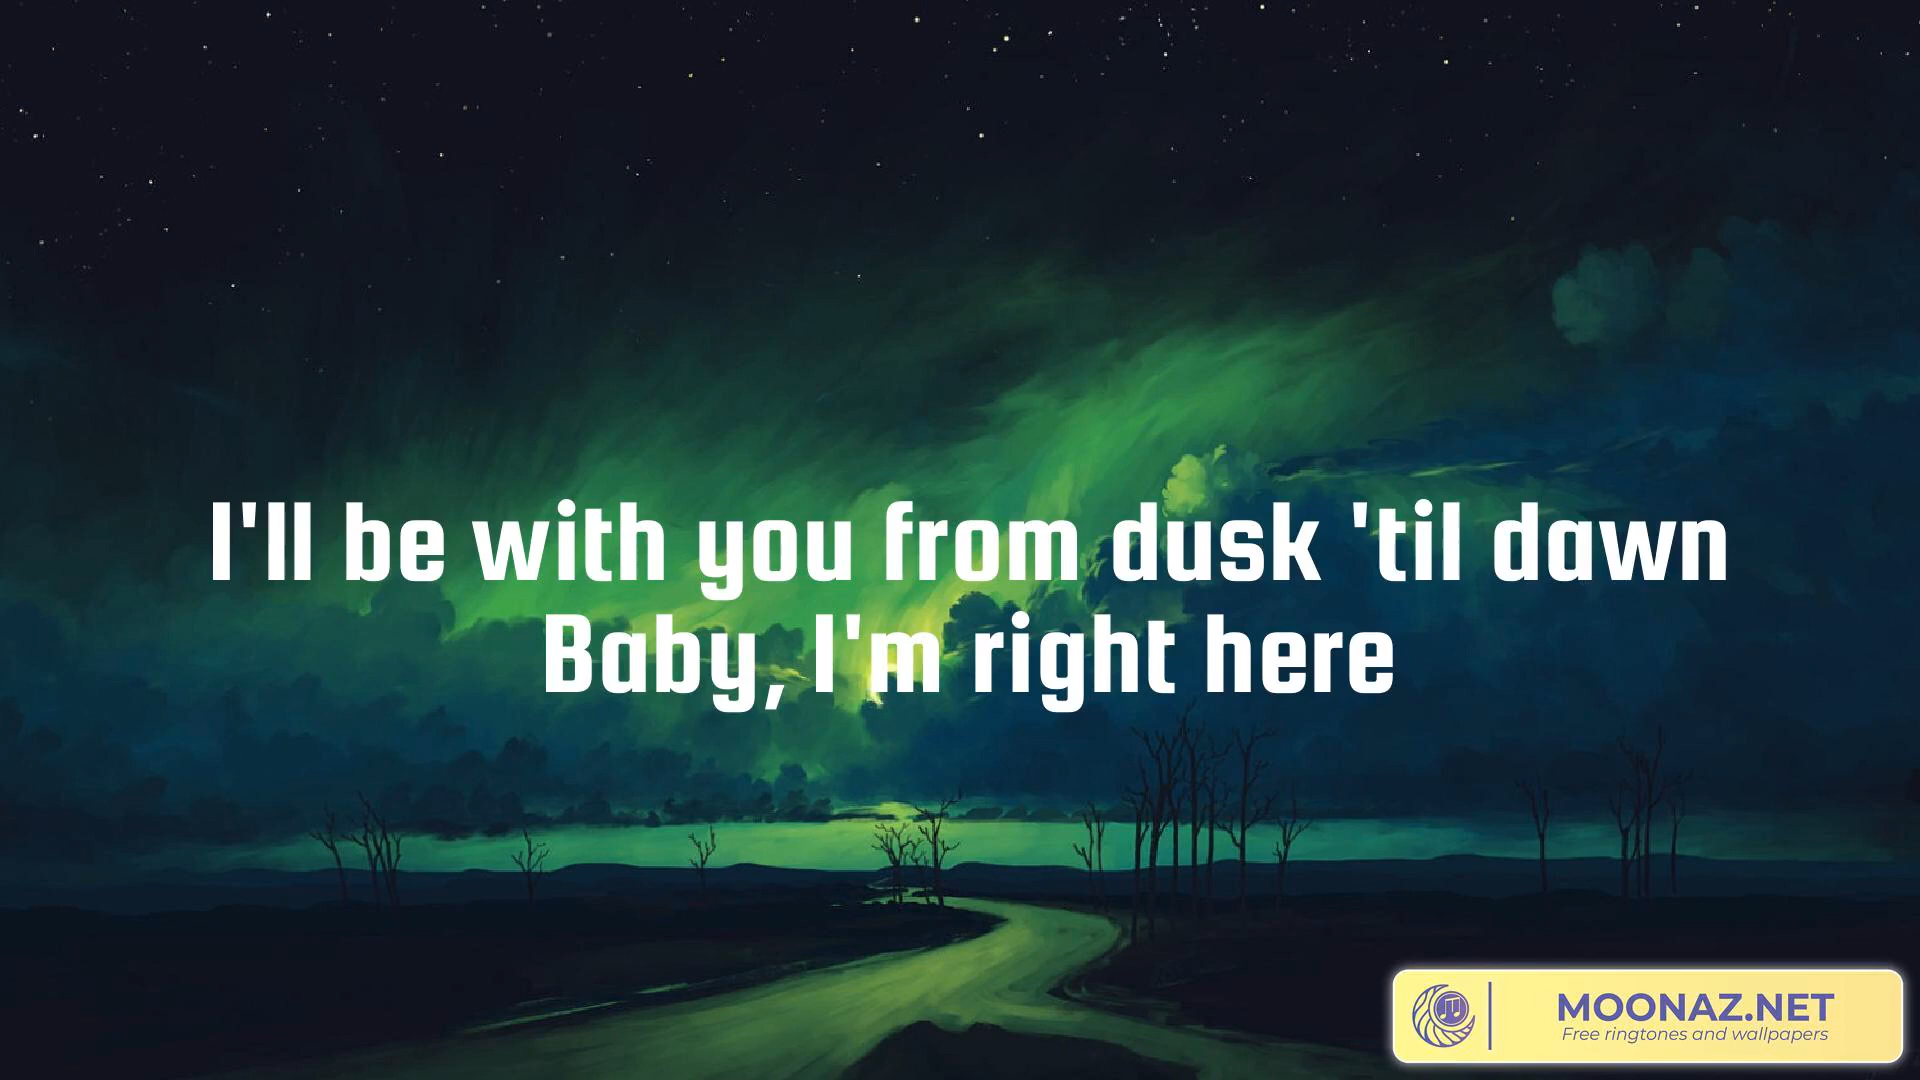 I'll be with you from dusk 'til dawn
Baby, I'm right here
MOONAZ.NET
Free ringtones and wallpapers